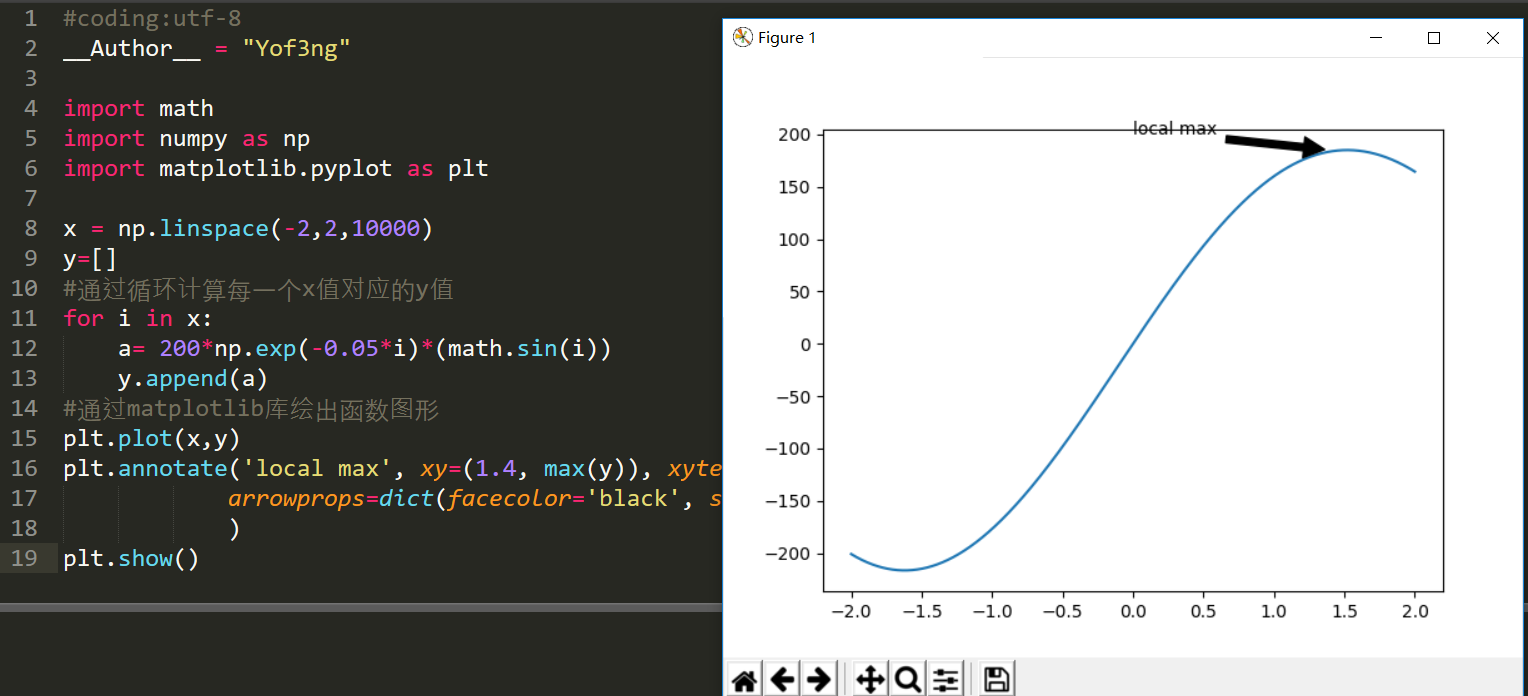 1 #coding:utf-8
2 __Author__ = "Yof3ng"
3
4 import math
5 import numpy as np
6 import matplotlib.pyplot as plt
7
8 x = np.linspace(-2,2,10000)
9 y=[]
10 #通过循环计算每一个x值对应的y值
11 for i in x:
12 a= 200*np.exp(-0.05*i)*(math.sin(i))
13 y.append(a)
14 #通过matplotlib库绘出函数图形
15 plt.plot(x,y)
16 plt.annotate('local max', xy=(1.4, max(y)), xyte
17 arrowprops=dict(facecolor='black', s
18 )
19 plt.show()
Figure 1
local max
200
150
100
50
0
−50
−100
−150
−200
−2.0 −1.5 −1.0 −0.5 0.0 0.5 1.0 1.5 2.0